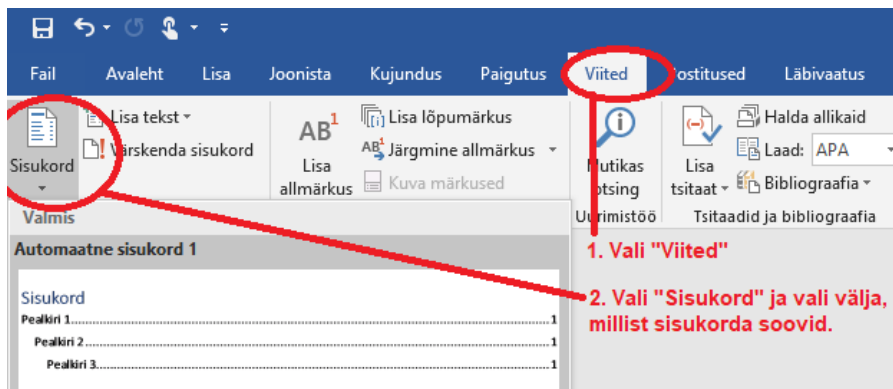 Fail Avaleht Lisa Joonista Kujundus Paigutus Viited Postitused Läbivaatus
Sisukord
Lisa tekst
Värskenda sisukord
AB1
Lisa
allmärkus
[i] Lisa lõpumärkus
AB1 Järgmine allmärkus
Kuva märkused
Nutikas
otsing
Uurimistöö
(-)
Lisa
tsitaat
Halda allikaid
Laad: APA
Bibliograafia
Tsitaadid ja bibliograafia
Valmis
Automaatne sisukord 1
Sisukord
Pealkiri 1 1
Pealkiri 2 1
Pealkiri 3 1
1. Vali "Viited"
2. Vali "Sisukord" ja vali välja,
millist sisukorda soovid.